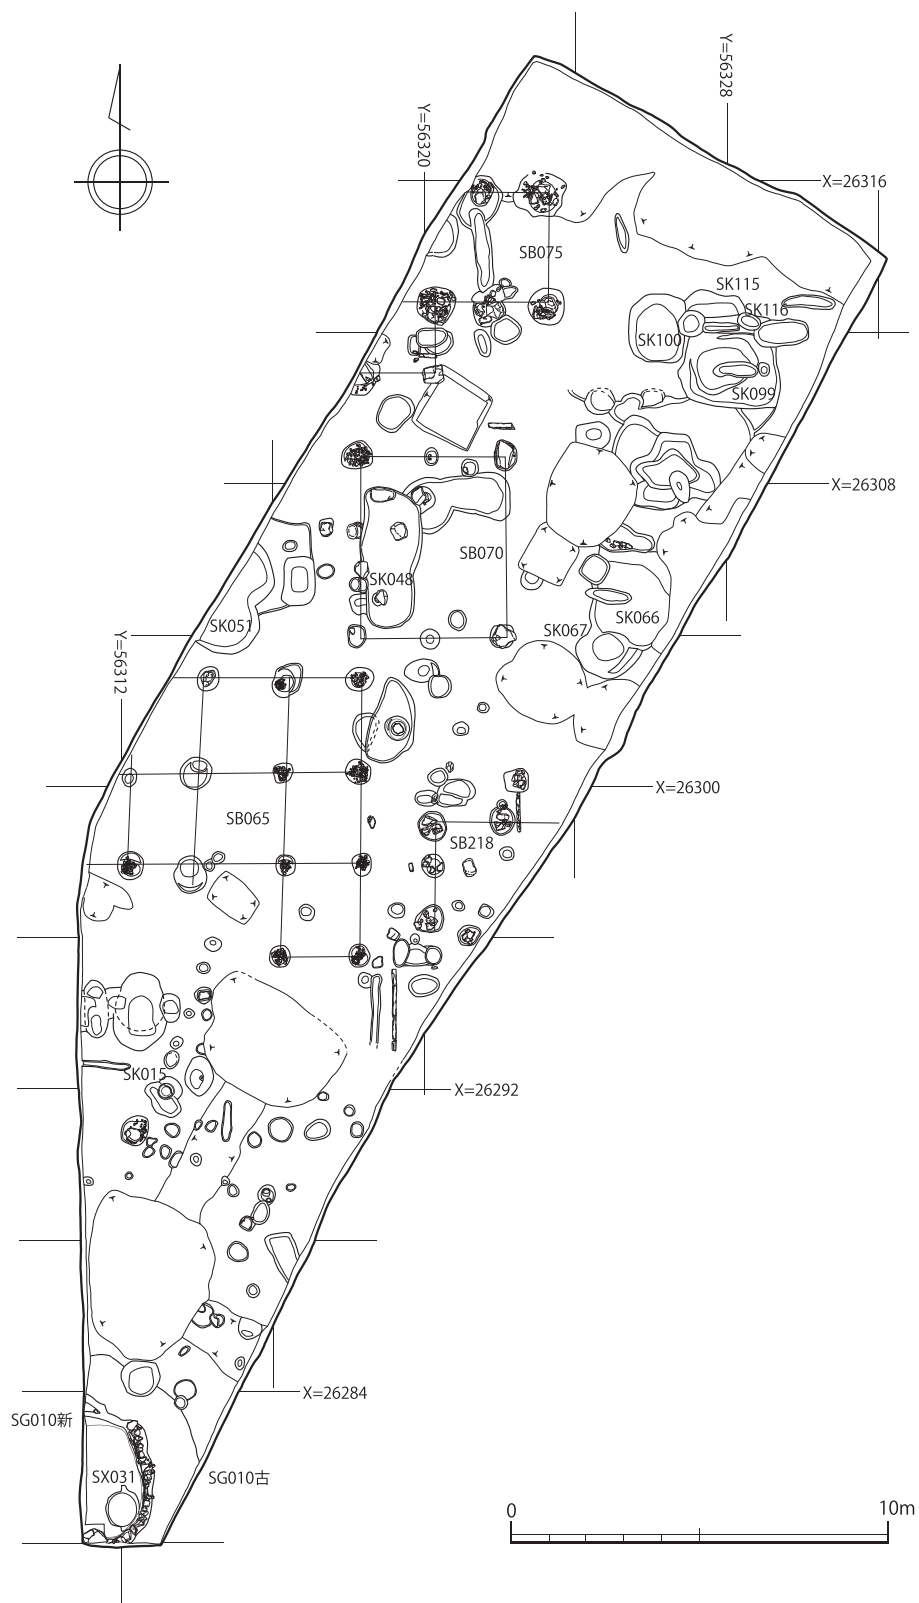 Y=56328
Y=56320
X=26316
SB075
SK115
SK116
SK100
SK099
X=26308
SB070
SK048
SK051
SK066
SK067
Y=56312
X=26300
SB065
SB218
SK015
X=26292
X=26284
SG010新
SX031
SG010古
0
10m